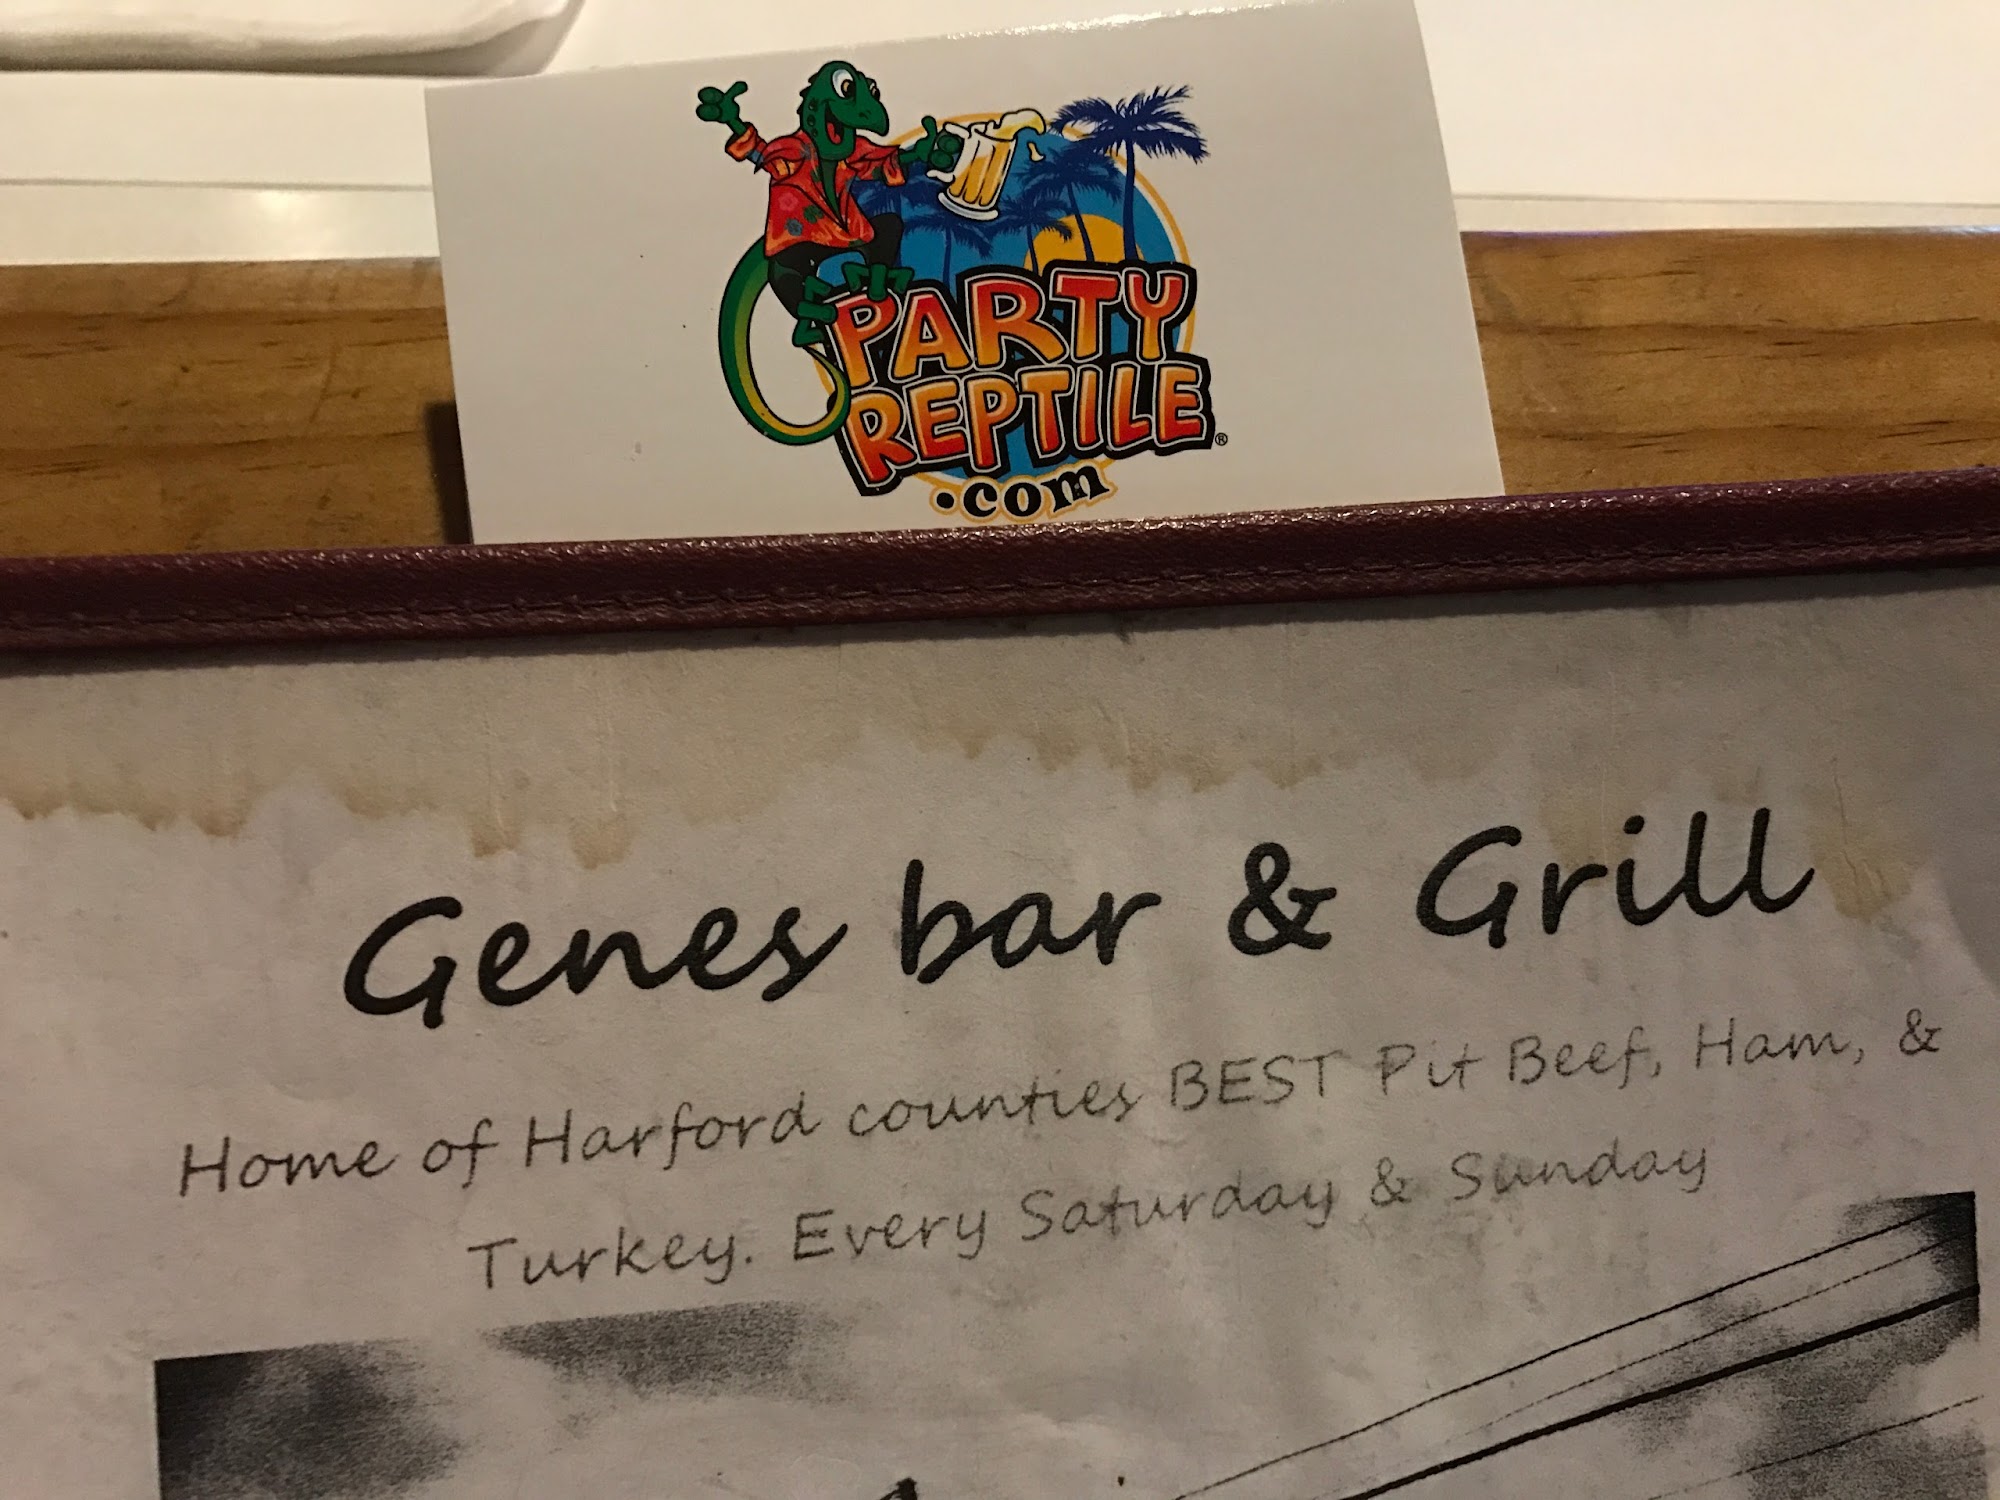 PARTY
REPTILE®
.com
Genes bar & Grill
Home of Harford counties BEST Pit Beef, Ham, &
Turkey. Every Saturday & Sunday